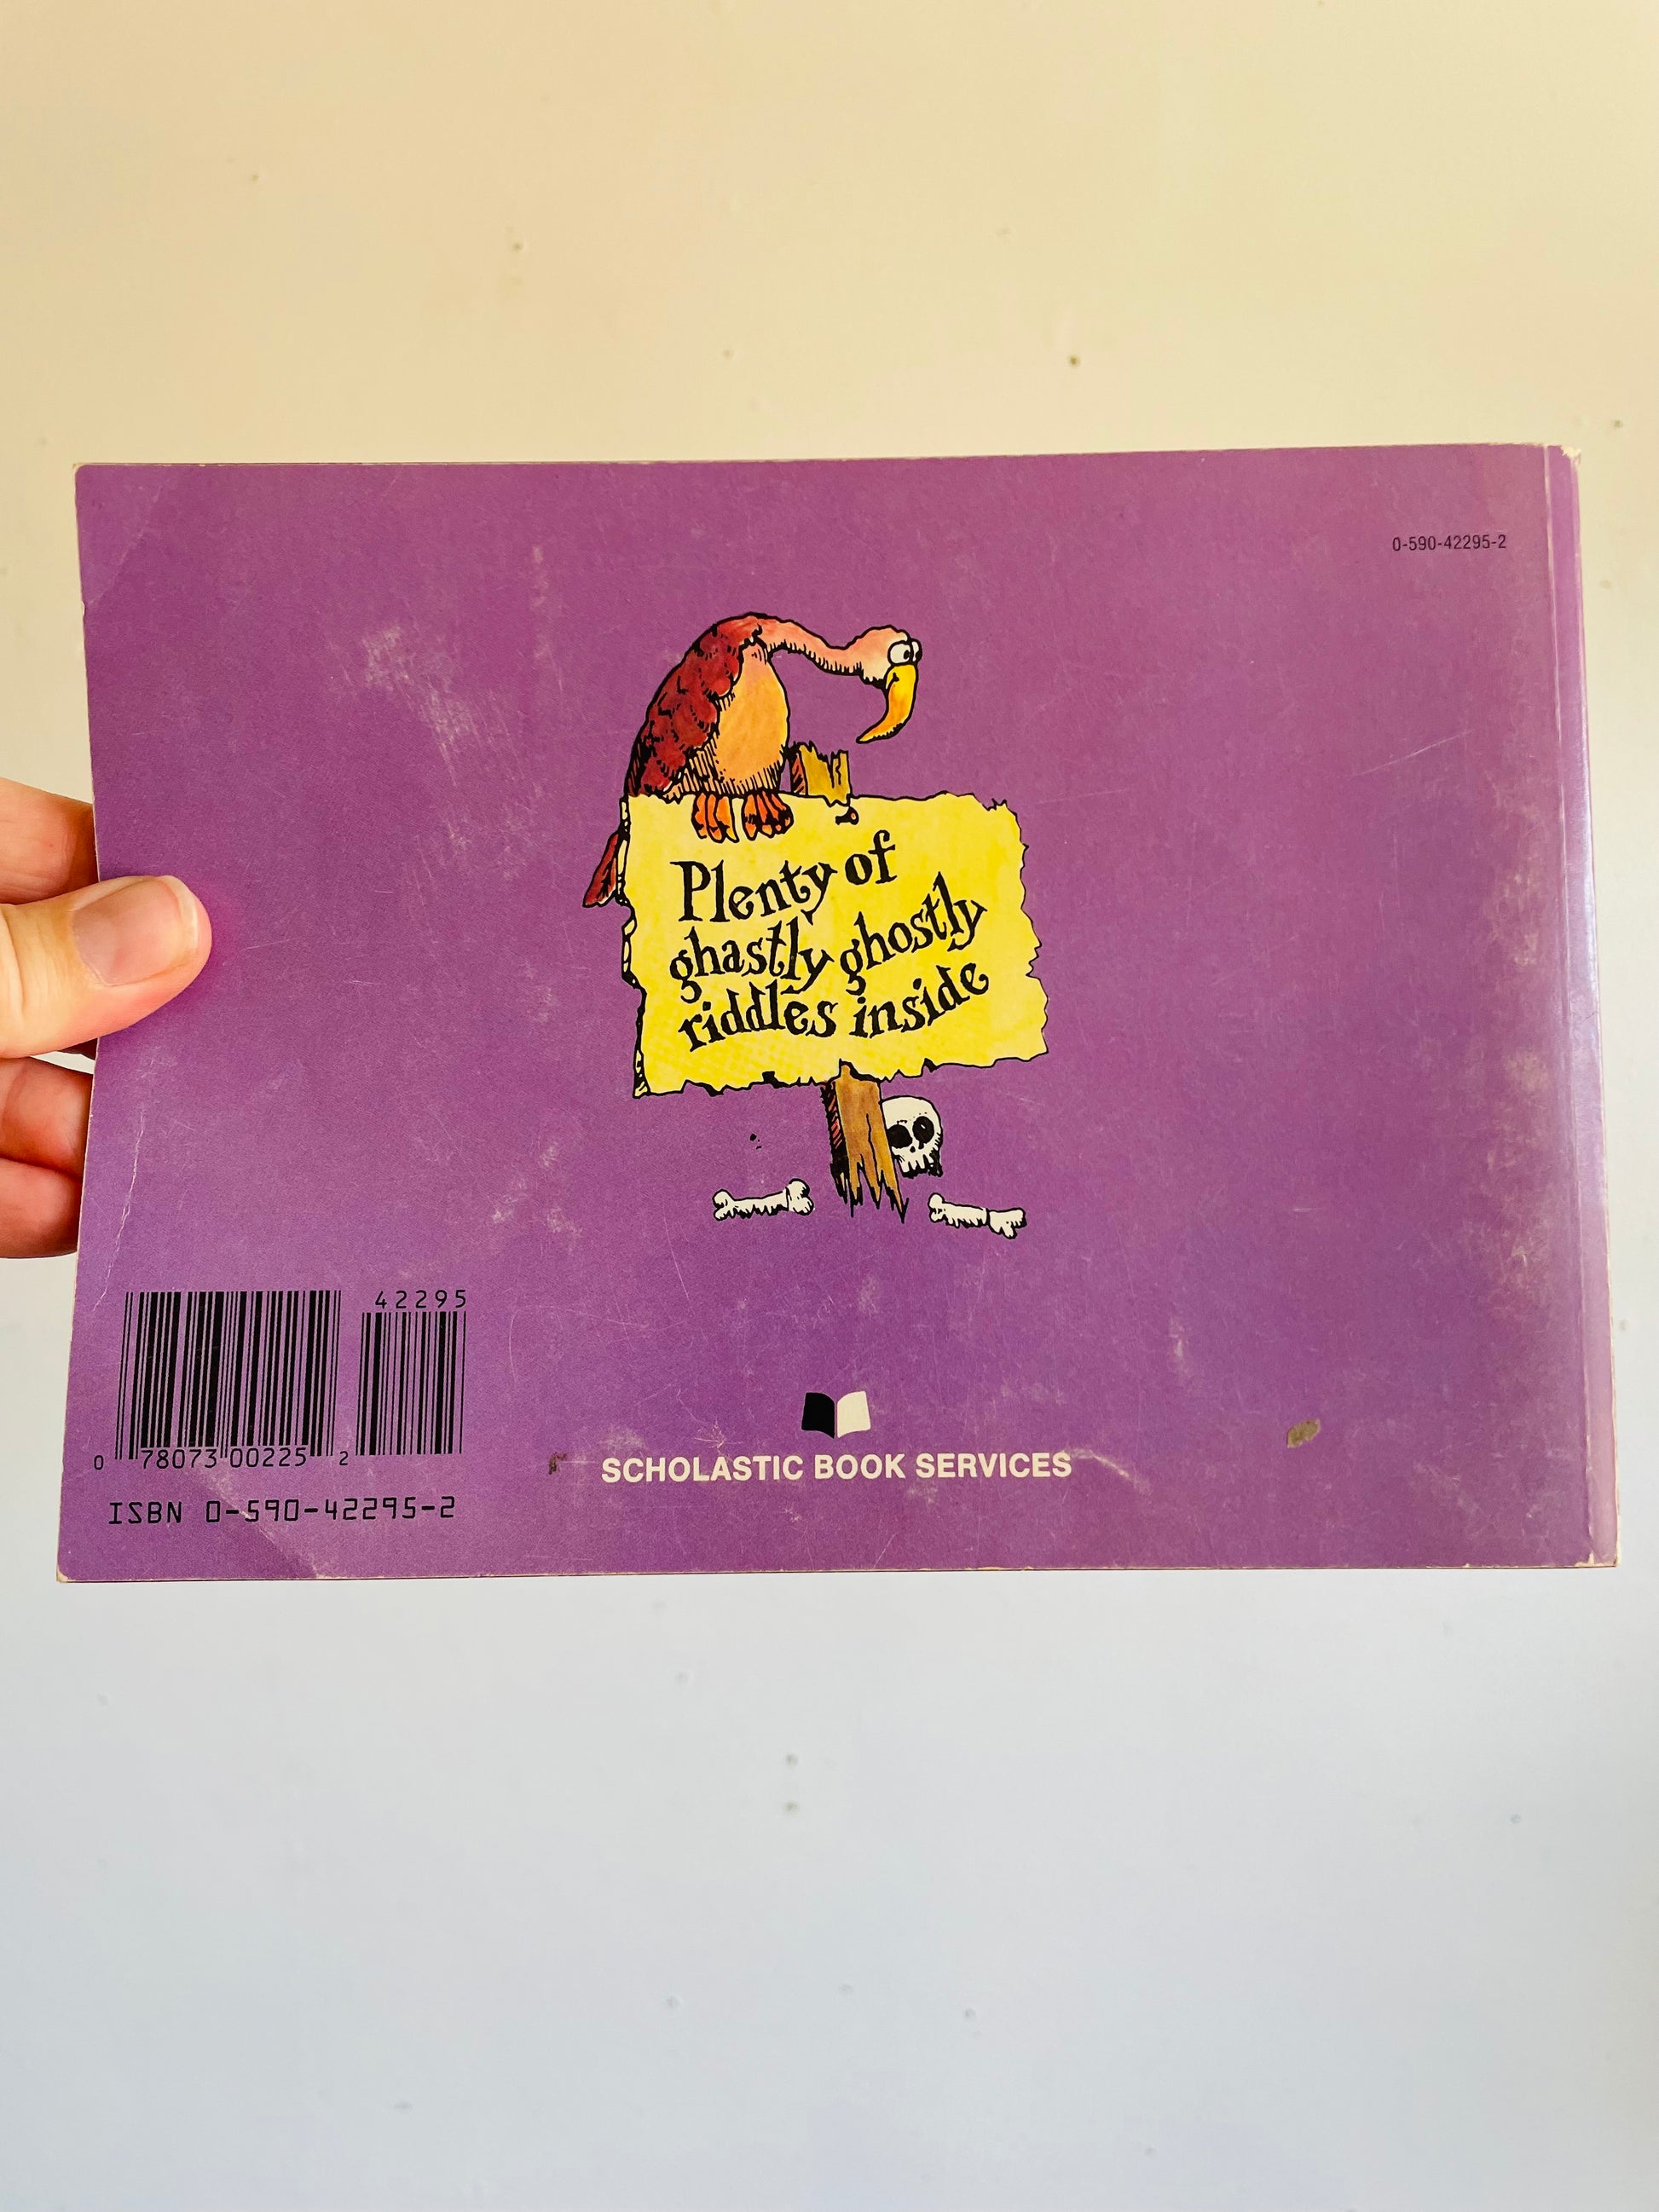 0-590-42295-2
Plenty of
ghastly ghostly
riddles inside
42295
0 78073 00225 2
ISBN 0-590-42295-2
SCHOLASTIC BOOK SERVICES